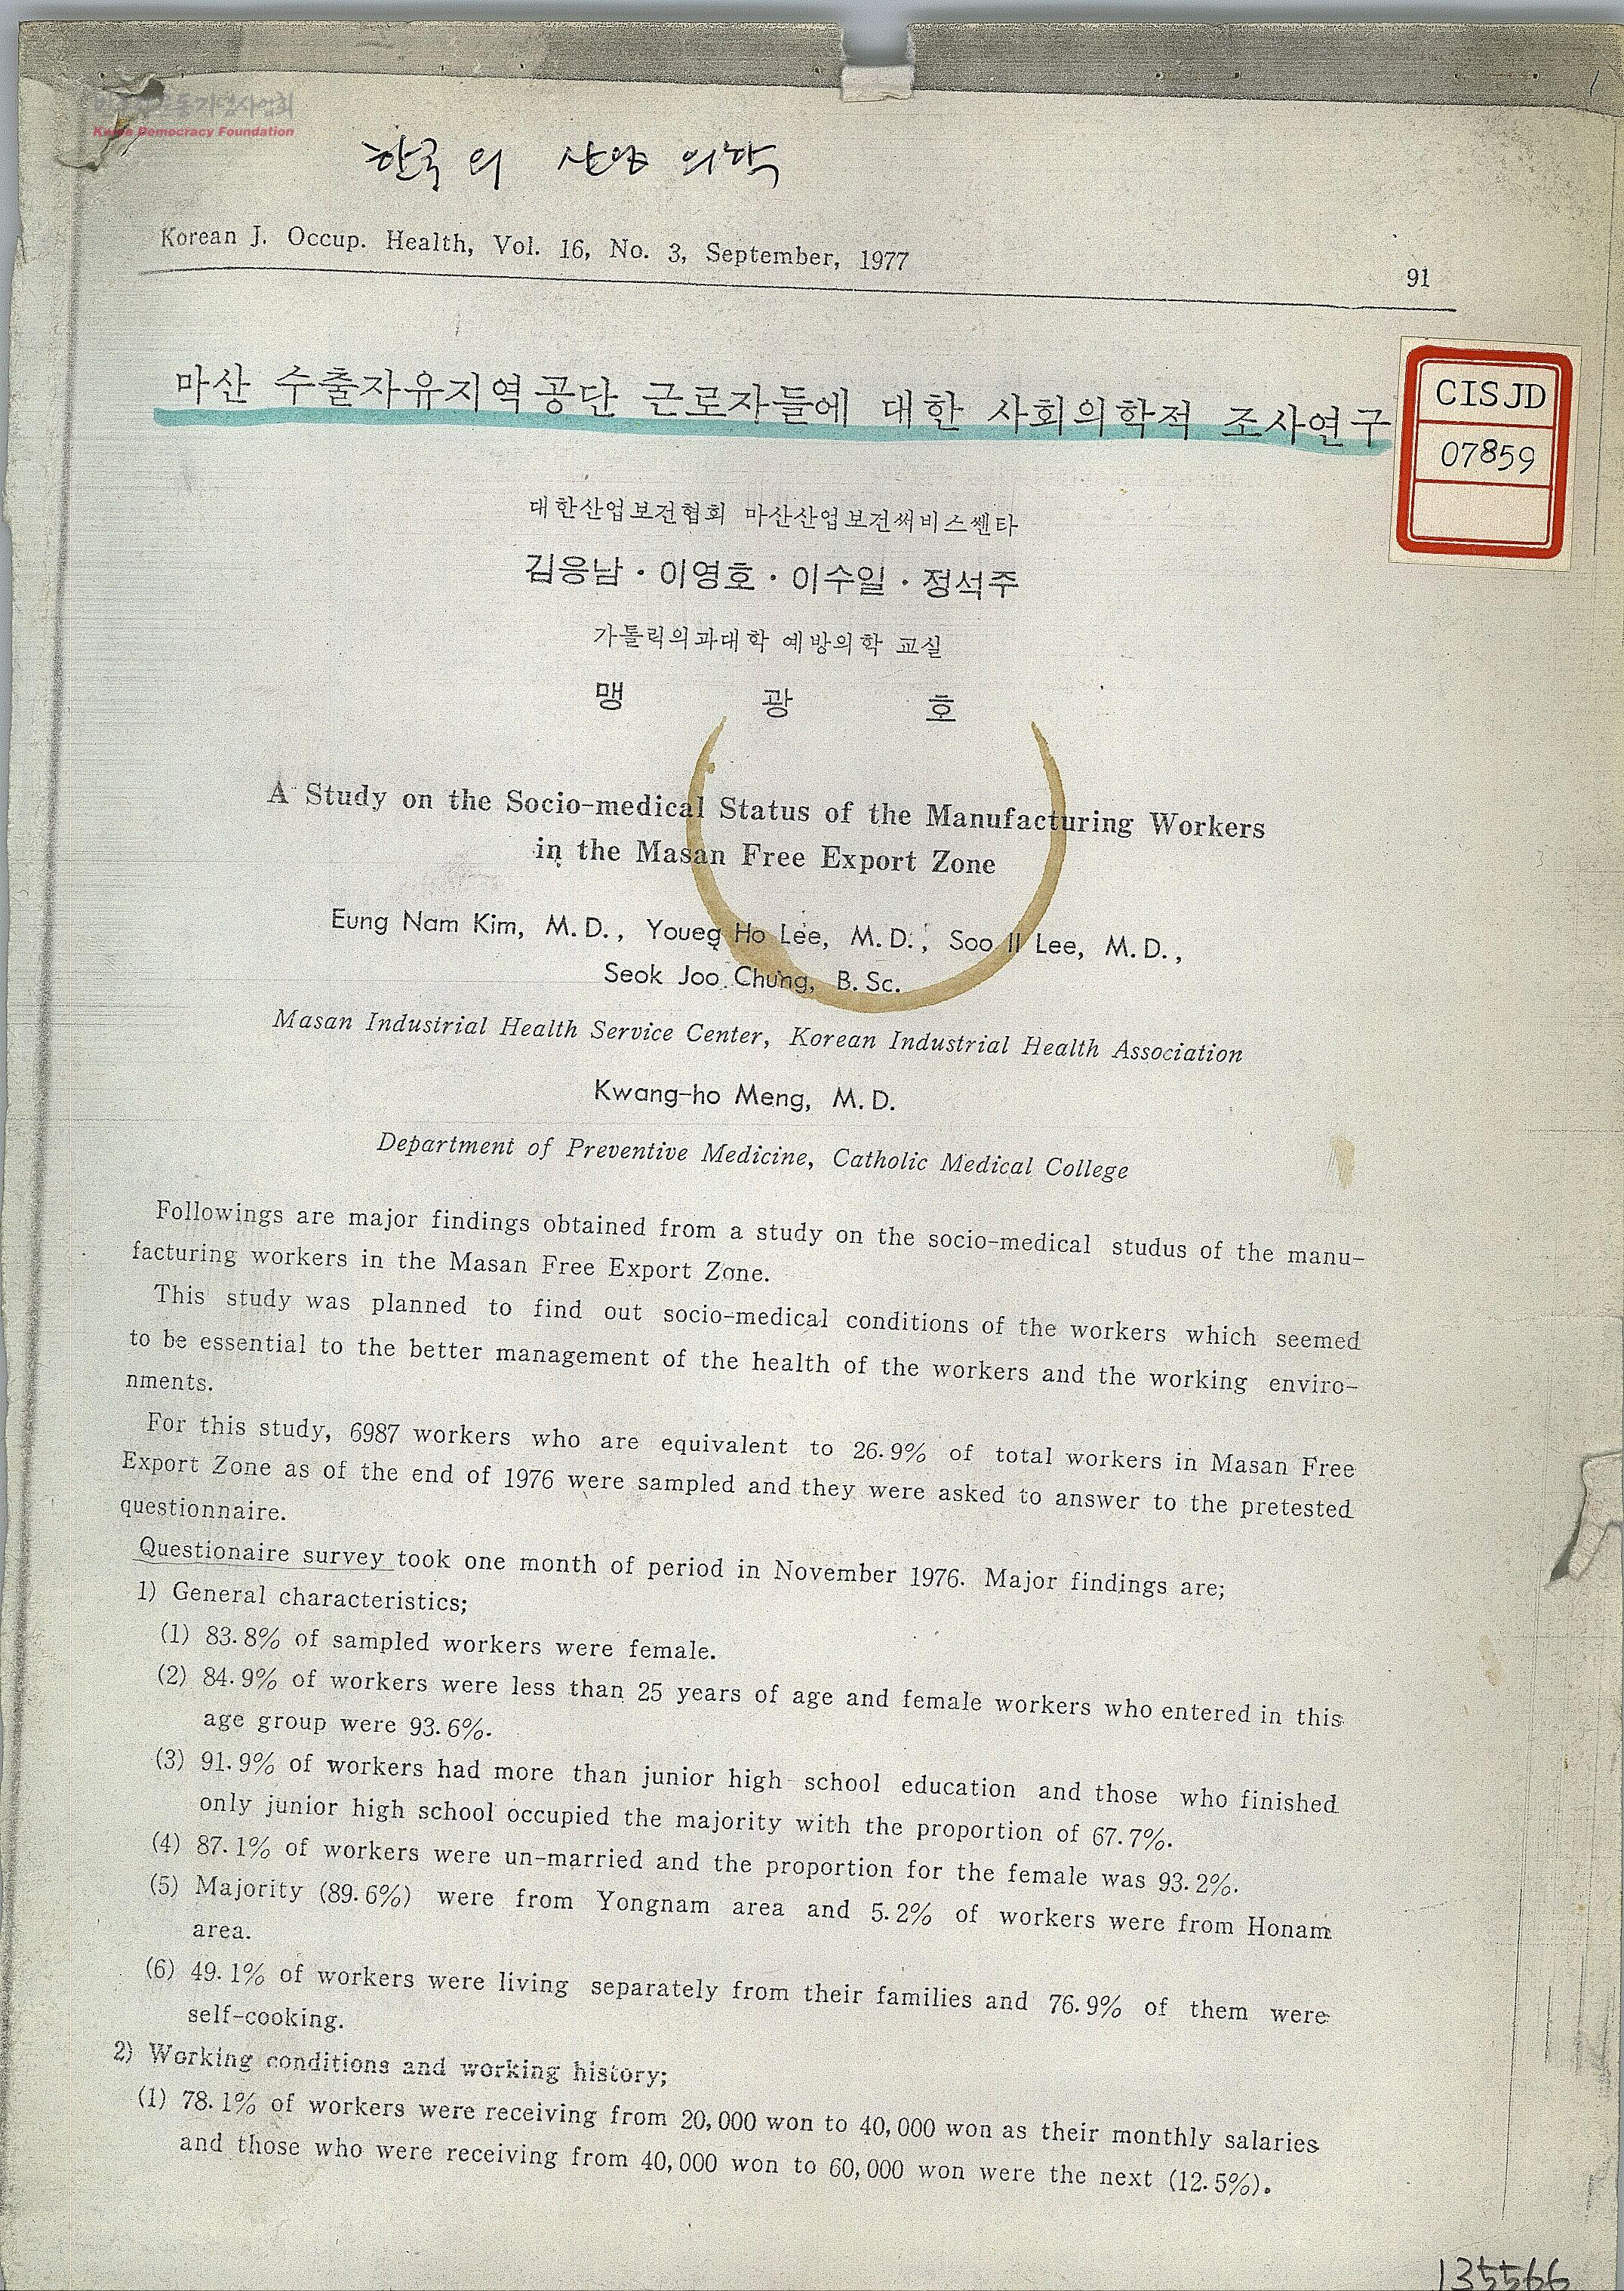 민주화운동기념사업회
Korea Democracy Foundation
한국의 산업의학
Korean J. Occup. Health, Vol. 16, No. 3, September, 1977
91
마산 수출자유지역공단 근로자들에 대한 사회의학적 조사연구
CISJD
07859
대한산업보건협회 마산산업보건써비스쎈타
김응남 · 이영호 · 이수일 · 정석주
가톨릭의과대학 예방의학 교실
맹 광 호
A Study on the Socio-medical Status of the Manufacturing Workers
in the Masan Free Export Zone
Eung Nam Kim, M.D., Youeg Ho Lee, M.D., Soo Il Lee, M.D.,
Seok Joo Chung, B.Sc.
Masan Industrial Health Service Center, Korean Industrial Health Association
Kwang-ho Meng, M.D.
Department of Preventive Medicine, Catholic Medical College
Followings are major findings obtained from a study on the socio-medical studus of the manu-
facturing workers in the Masan Free Export Zone.
This study was planned to find out socio-medical conditions of the workers which seemed
to be essential to the better management of the health of the workers and the working enviro-
nments.
For this study, 6987 workers who are equivalent to 26.9% of total workers in Masan Free
Export Zone as of the end of 1976 were sampled and they were asked to answer to the pretested
questionnaire.
Questionaire survey took one month of period in November 1976. Major findings are;
1) General characteristics;
(1) 83.8% of sampled workers were female.
(2) 84.9% of workers were less than 25 years of age and female workers who entered in this
age group were 93.6%.
(3) 91.9% of workers had more than junior high school education and those who finished
only junior high school occupied the majority with the proportion of 67.7%.
(4) 87.1% of workers were un-married and the proportion for the female was 93.2%.
(5) Majority (89.6%) were from Yongnam area and 5.2% of workers were from Honam
area.
(6) 49.1% of workers were living separately from their families and 76.9% of them were
self-cooking.
2) Working conditions and working history;
(1) 78.1% of workers were receiving from 20,000 won to 40,000 won as their monthly salaries
and those who were receiving from 40,000 won to 60,000 won were the next (12.5%).
135566